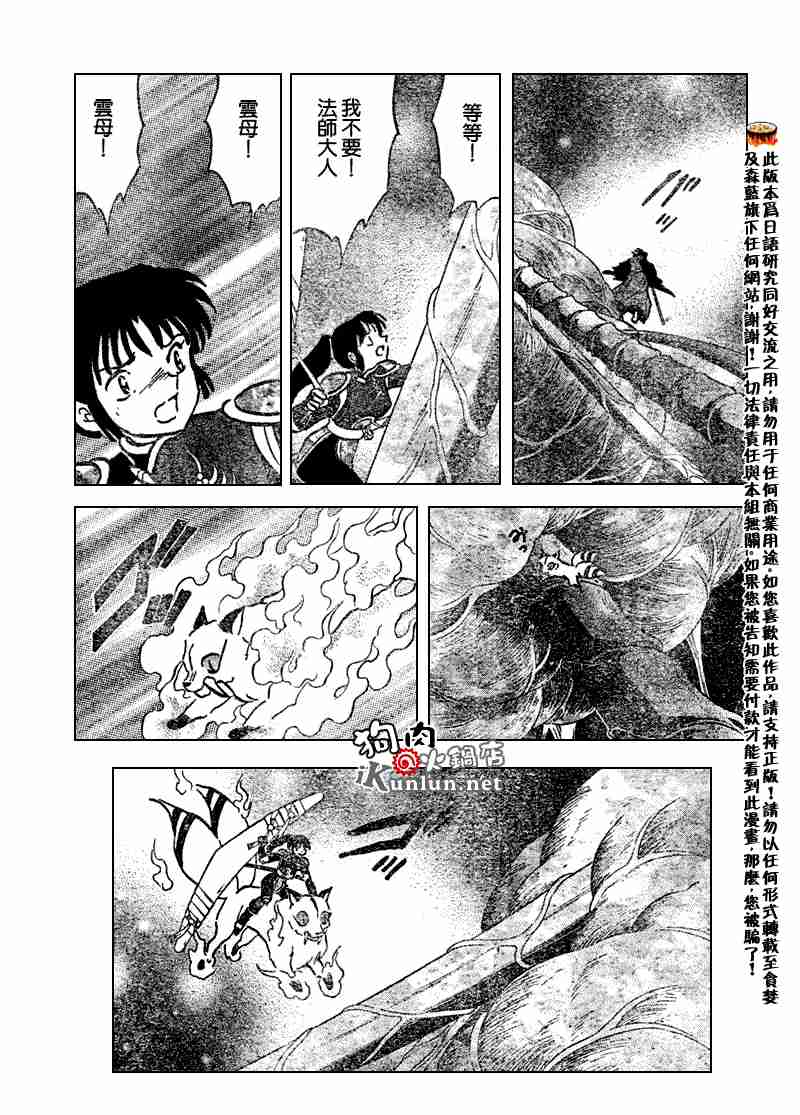 等等！
我不要！
法師大人
雲母！
雲母！
みっ
狗肉火鍋店
iKunlun.net
此版本爲日語研究同好交流之用，請勿用于任何商業用途。如您喜歡此作品，請支持正版！請勿以任何形式轉載至貪婪
及森藍旗下任何網站，謝謝！一切法律責任與本組無關。如果您被告知需要付款才能看到此漫畫，那麼，您被騙了！